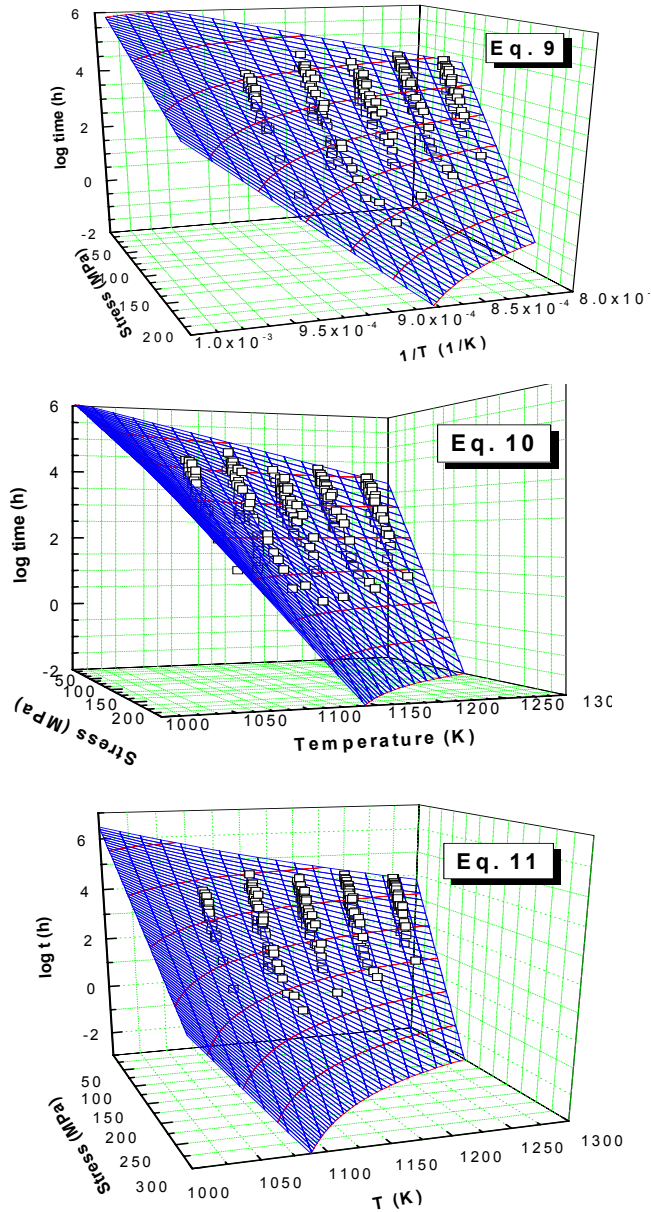 6
Eq. 9
4
log time (h)
2
0
-2
50
100
150
200
Stress (MPa)
1.0x10⁻³
9.5x10⁻⁴
9.0x10⁻⁴
8.5x10⁻⁴
1/T (1/K)
6
Eq. 10
4
log time (h)
2
0
-2
50
100
150
200
Stress (MPa)
1000
1050
1100
1150
1200
1250
Temperature (K)
6
Eq. 11
4
log t (h)
2
0
-2
50
100
150
200
250
300
Stress (MPa)
1000
1050
1100
1150
1200
1250
1300
T (K)